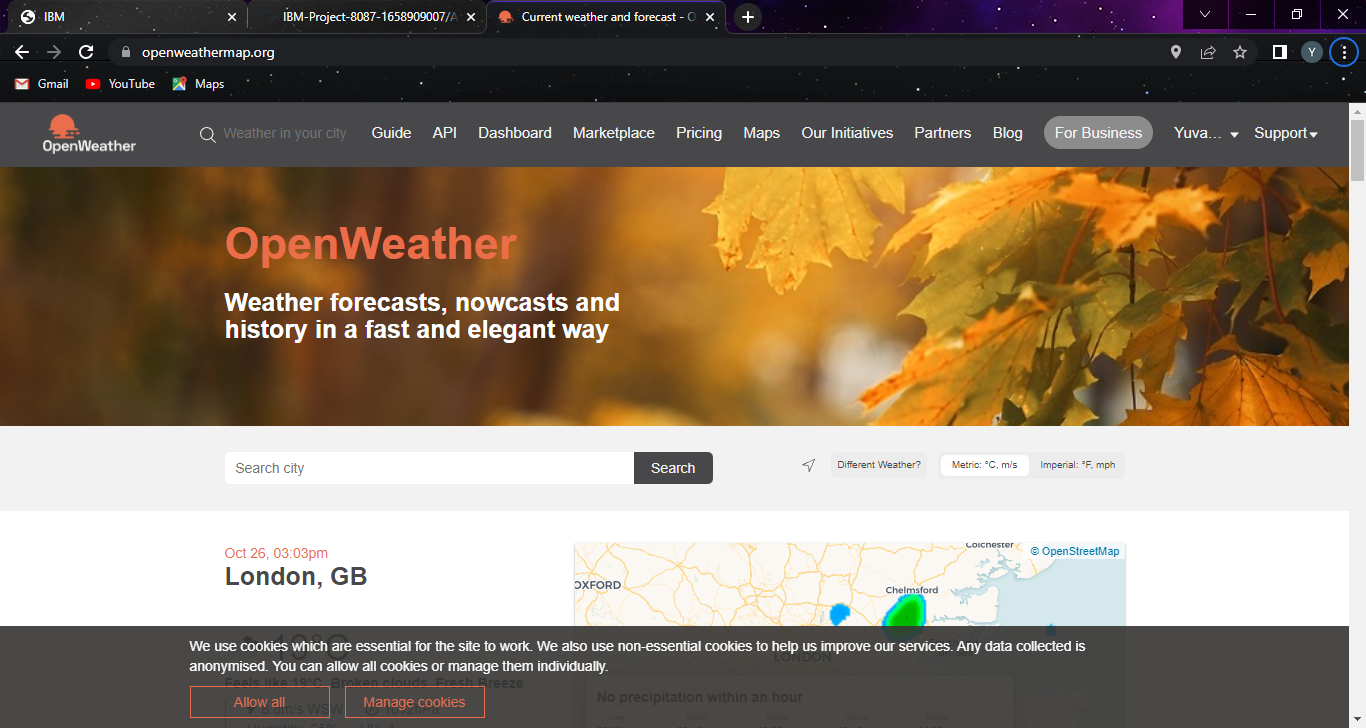 IBM
IBM-Project-8087-1658909007/A
Current weather and forecast - O
openweathermap.org
Y
Gmail
YouTube
Maps
OpenWeather
Weather in your city
Guide
API
Dashboard
Marketplace
Pricing
Maps
Our Initiatives
Partners
Blog
For Business
Yuva...
Support
OpenWeather
Weather forecasts, nowcasts and
history in a fast and elegant way
Search city
Search
Different Weather?
Metric: °C, m/s
Imperial: °F, mph
Oct 26, 03:03pm
London, GB
Colchester
© OpenStreetMap
OXFORD
Chelmsford
LONDON
We use cookies which are essential for the site to work. We also use non-essential cookies to help us improve our services. Any data collected is
anonymised. You can allow all cookies or manage them individually.
Feels like 19°C. Broken clouds. Fresh Breeze
No precipitation within an hour
Allow all
Manage cookies